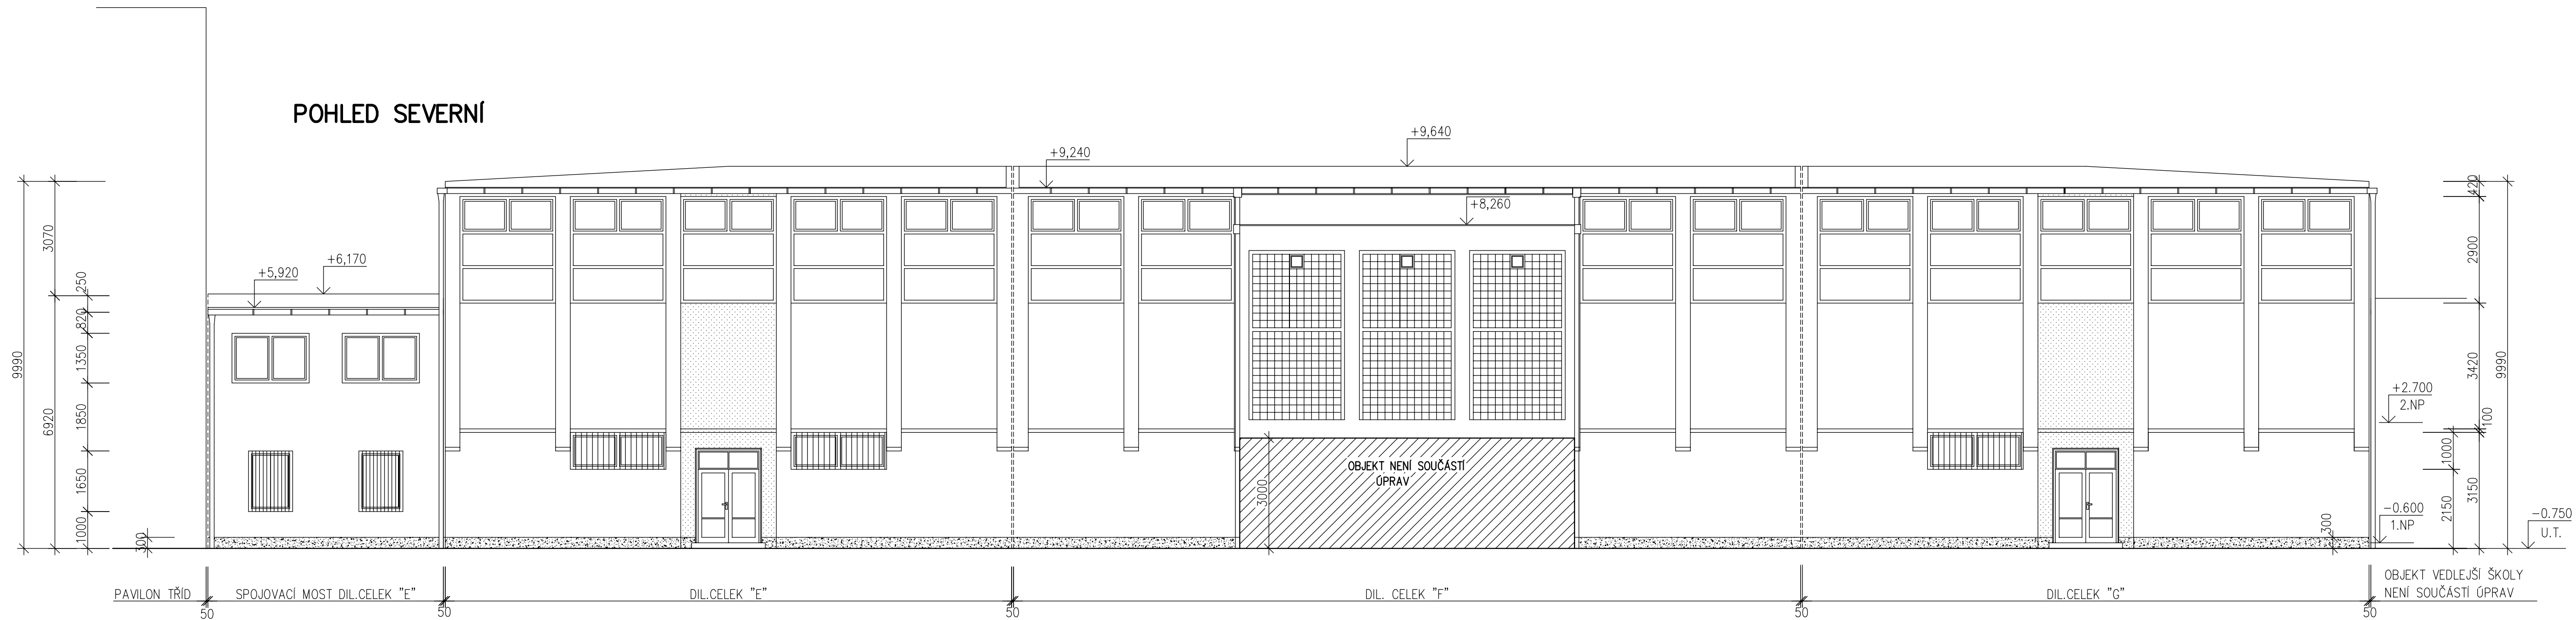 POHLED SEVERNÍ
+9,640
+9,240
+8,260
+6,170
+5,920
9990
3070
6920
250
820
1350
1850
1650
1000
300
3000
OBJEKT NENÍ SOUČÁSTÍ
ÚPRAV
420
2900
3420
9990
100
1000
3150
2150
300
+2.700
2.NP
-0.600
1.NP
-0.750
U.T.
PAVILON TŘÍD
SPOJOVACÍ MOST DIL.CELEK "E"
DIL.CELEK "E"
DIL. CELEK "F"
DIL.CELEK "G"
OBJEKT VEDLEJŠÍ ŠKOLY
NENÍ SOUČÁSTÍ ÚPRAV
50
50
50
50
50